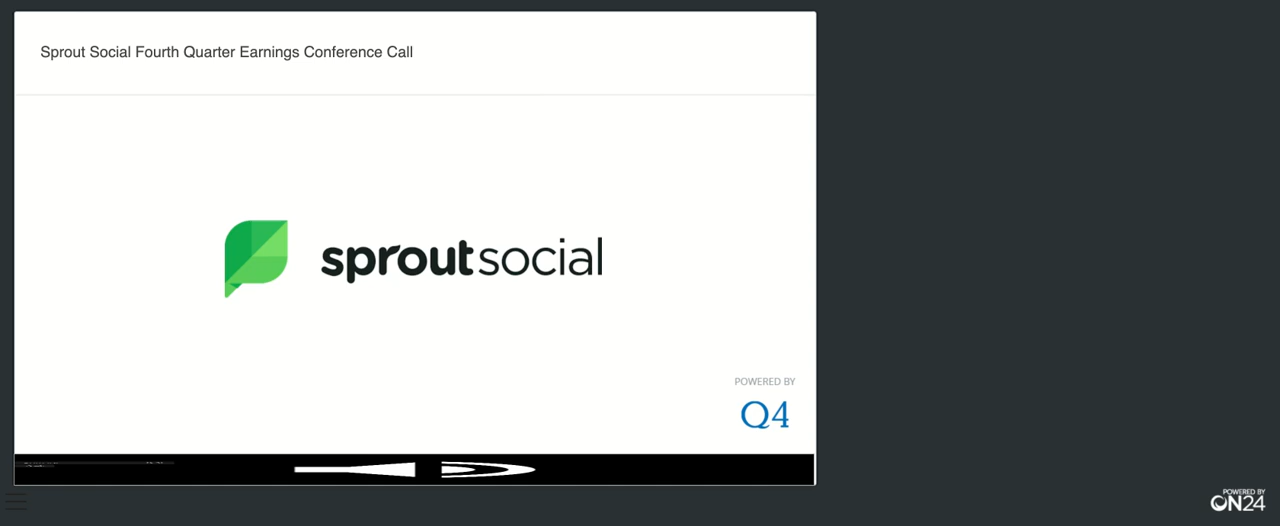 Sprout Social Fourth Quarter Earnings Conference Call
sproutsocial
POWERED BY
Q4
POWERED BY
ON24